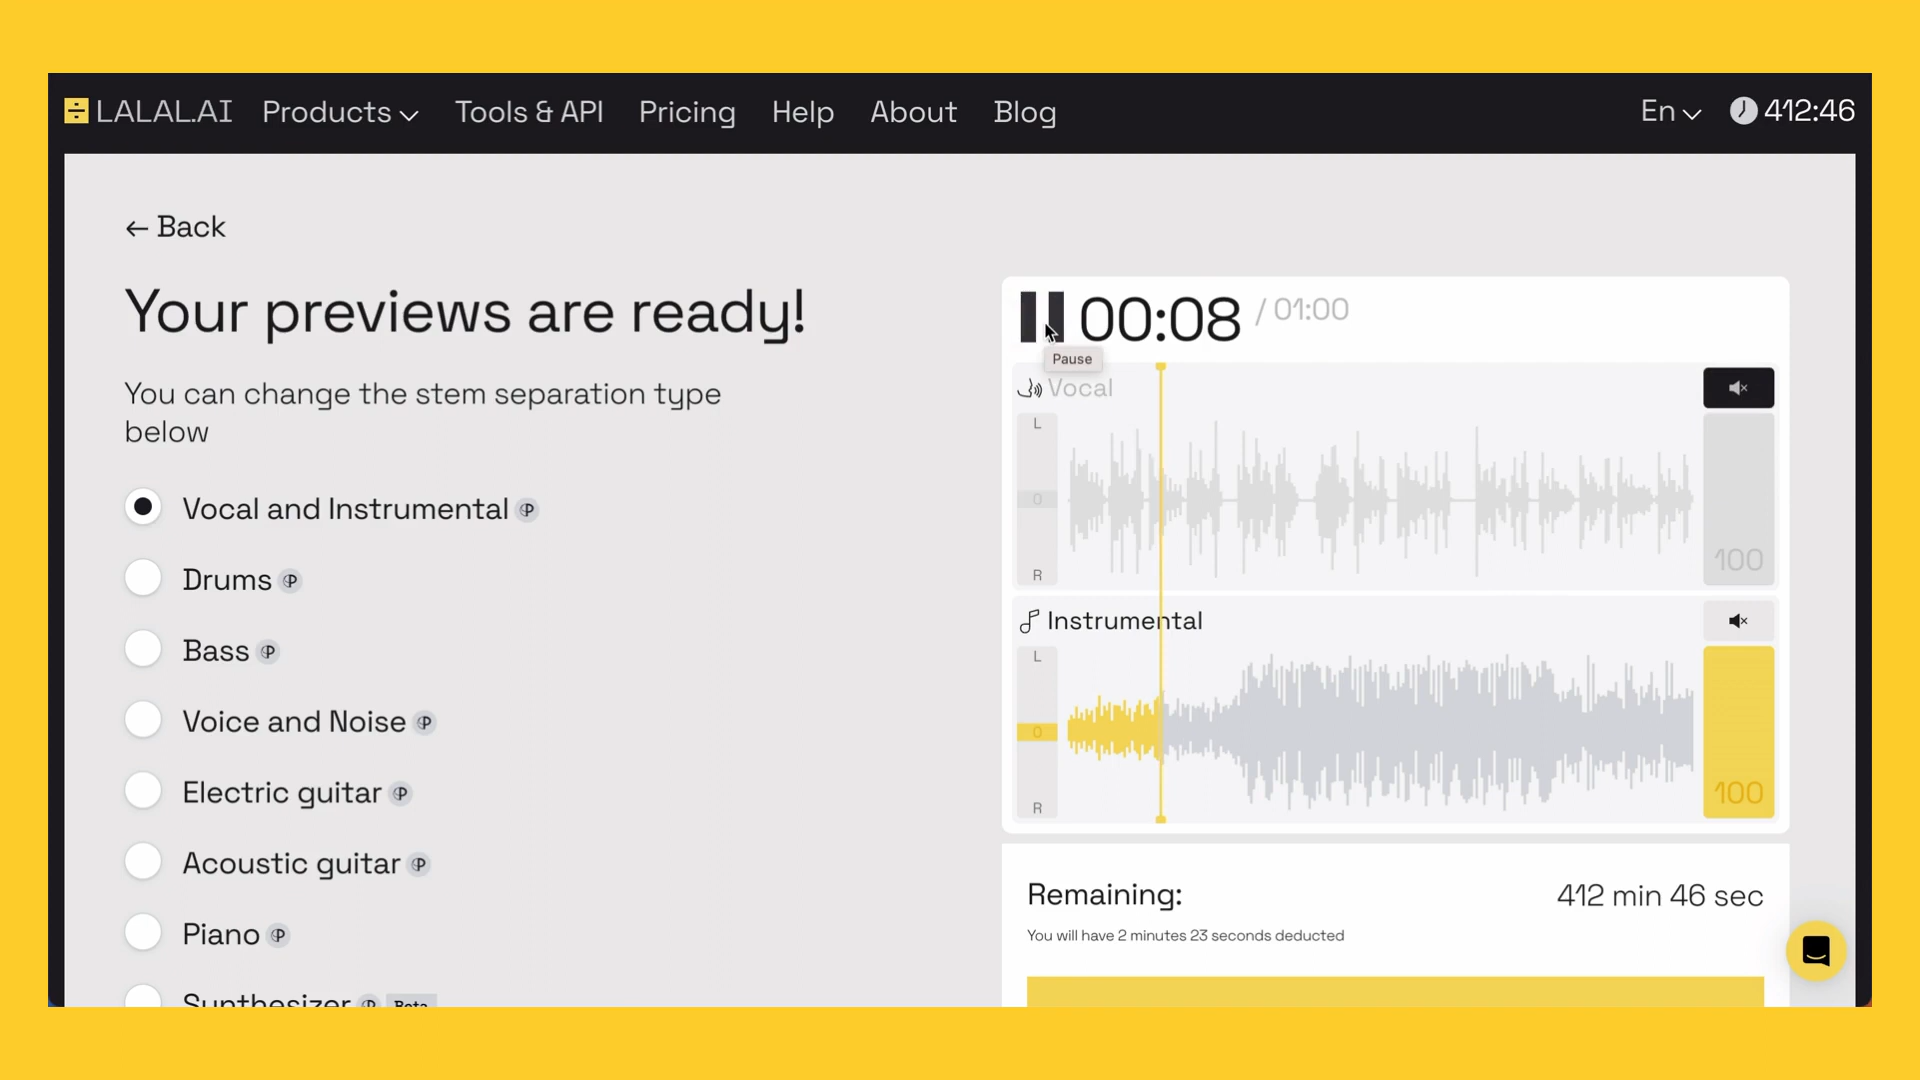 LALAL.AI Products Tools & API Pricing Help About Blog En 412:46
← Back
Your previews are ready!
You can change the stem separation type
below
Vocal and Instrumental
Drums
Bass
Voice and Noise
Electric guitar
Acoustic guitar
Piano
Synthesizer Beta
00:08 / 01:00
Pause
Vocal
L
0
R
100
Instrumental
L
0
R
100
Remaining: 412 min 46 sec
You will have 2 minutes 23 seconds deducted